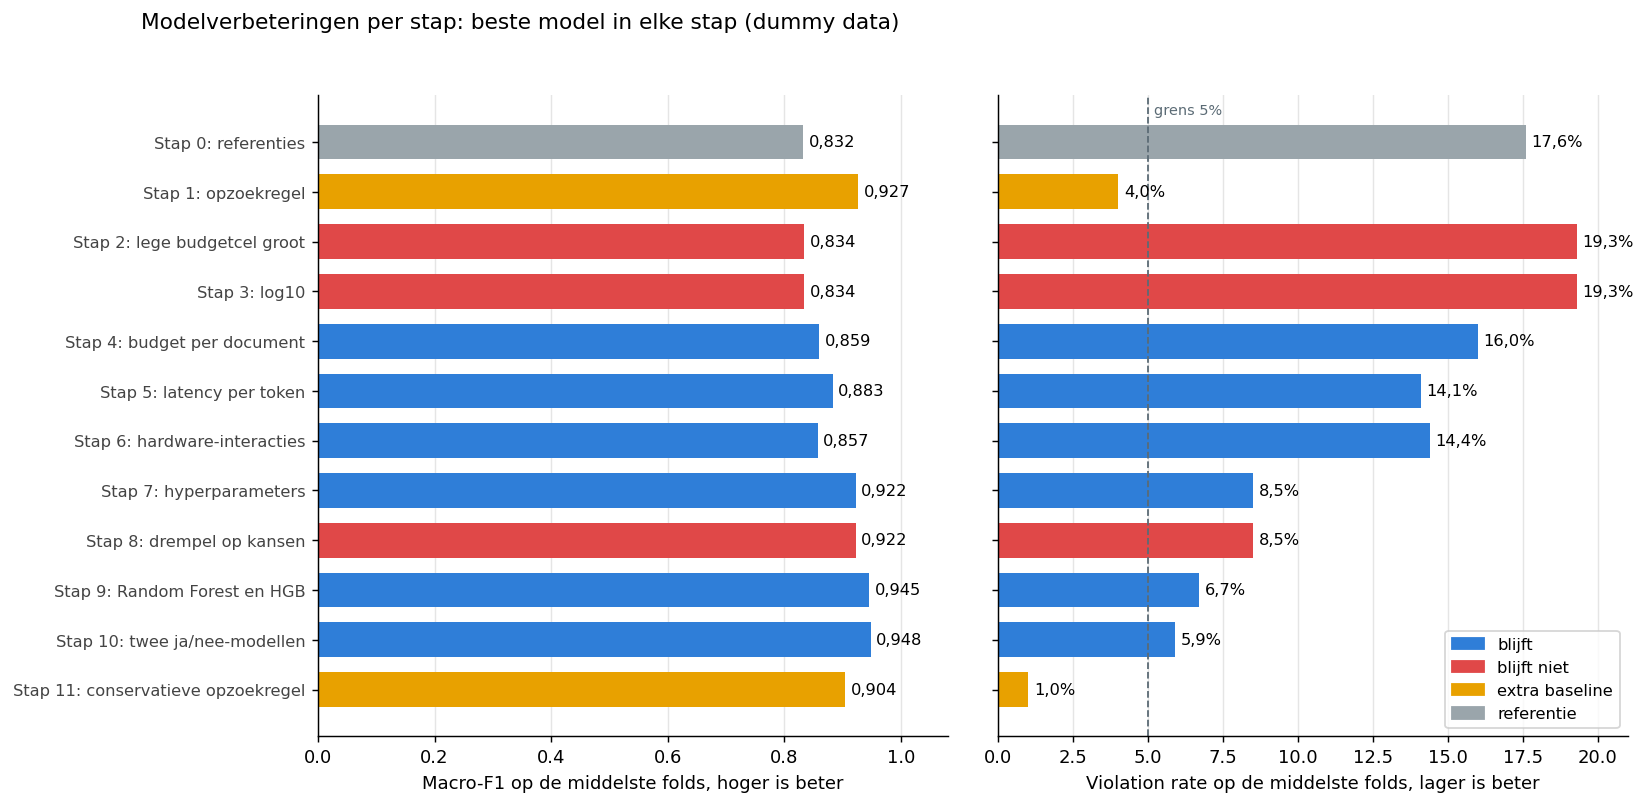 Modelverbeteringen per stap: beste model in elke stap (dummy data)
Stap 0: referenties
Stap 1: opzoekregel
Stap 2: lege budgetcel groot
Stap 3: log10
Stap 4: budget per document
Stap 5: latency per token
Stap 6: hardware-interacties
Stap 7: hyperparameters
Stap 8: drempel op kansen
Stap 9: Random Forest en HGB
Stap 10: twee ja/nee-modellen
Stap 11: conservatieve opzoekregel
0,832
0,927
0,834
0,834
0,859
0,883
0,857
0,922
0,922
0,945
0,948
0,904
0.0 0.2 0.4 0.6 0.8 1.0
Macro-F1 op de middelste folds, hoger is beter
grens 5%
17,6%
4,0%
19,3%
19,3%
16,0%
14,1%
14,4%
8,5%
8,5%
6,7%
5,9%
1,0%
blijft
blijft niet
extra baseline
referentie
0.0 2.5 5.0 7.5 10.0 12.5 15.0 17.5 20.0
Violation rate op de middelste folds, lager is beter